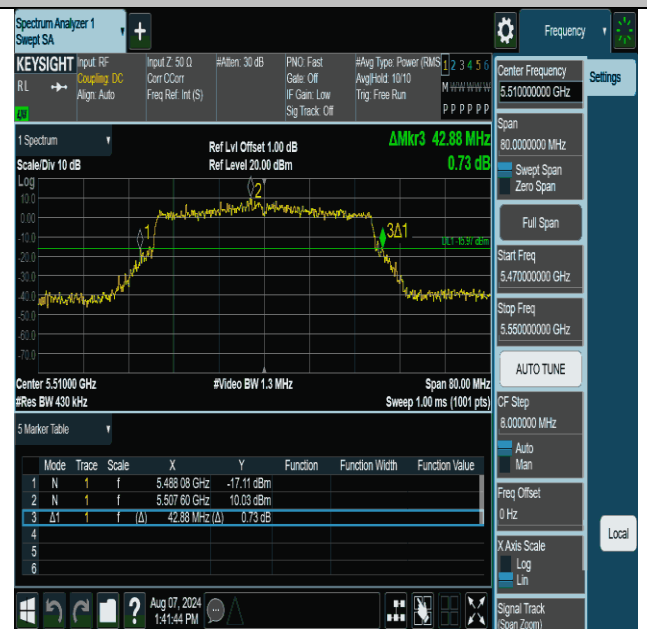 Spectrum Analyzer 1
Swept SA
+
Frequency
KEYSIGHT
RL
Input: RF
Coupling: DC
Align: Auto
Input Z: 50 Ω
Corr CCorr
Freq Ref: Int (S)
#Atten: 30 dB
PNO: Fast
Gate: Off
IF Gain: Low
Sig Track: Off
#Avg Type: Power (RMS
Avg|Hold: 10/10
Trig: Free Run
1 2 3 4 5 6
M W W W W W
P P P P P P
1 Spectrum
Scale/Div 10 dB
Ref Lvl Offset 1.00 dB
Ref Level 20.00 dBm
ΔMkr3 42.88 MHz
0.73 dB
Log
10.0
0.00
-10.0
-20.0
-30.0
-40.0
-50.0
-60.0
-70.0
1
2
3Δ1
DL1 -15.97 dBm
Center 5.51000 GHz
#Res BW 430 kHz
#Video BW 1.3 MHz
Span 80.00 MHz
Sweep 1.00 ms (1001 pts)
5 Marker Table
Mode Trace Scale X Y Function Function Width Function Value
1 N 1 f 5.488 08 GHz -17.11 dBm
2 N 1 f 5.507 60 GHz 10.03 dBm
3 Δ1 1 f (Δ) 42.88 MHz (Δ) 0.73 dB
4
5
6
?
Aug 07, 2024
1:41:44 PM
Center Frequency
5.510000000 GHz
Settings
Span
80.0000000 MHz
Swept Span
Zero Span
Full Span
Start Freq
5.470000000 GHz
Stop Freq
5.550000000 GHz
AUTO TUNE
CF Step
8.000000 MHz
Auto
Man
Freq Offset
0 Hz
X Axis Scale
Log
Lin
Local
Signal Track
(Span Zoom)